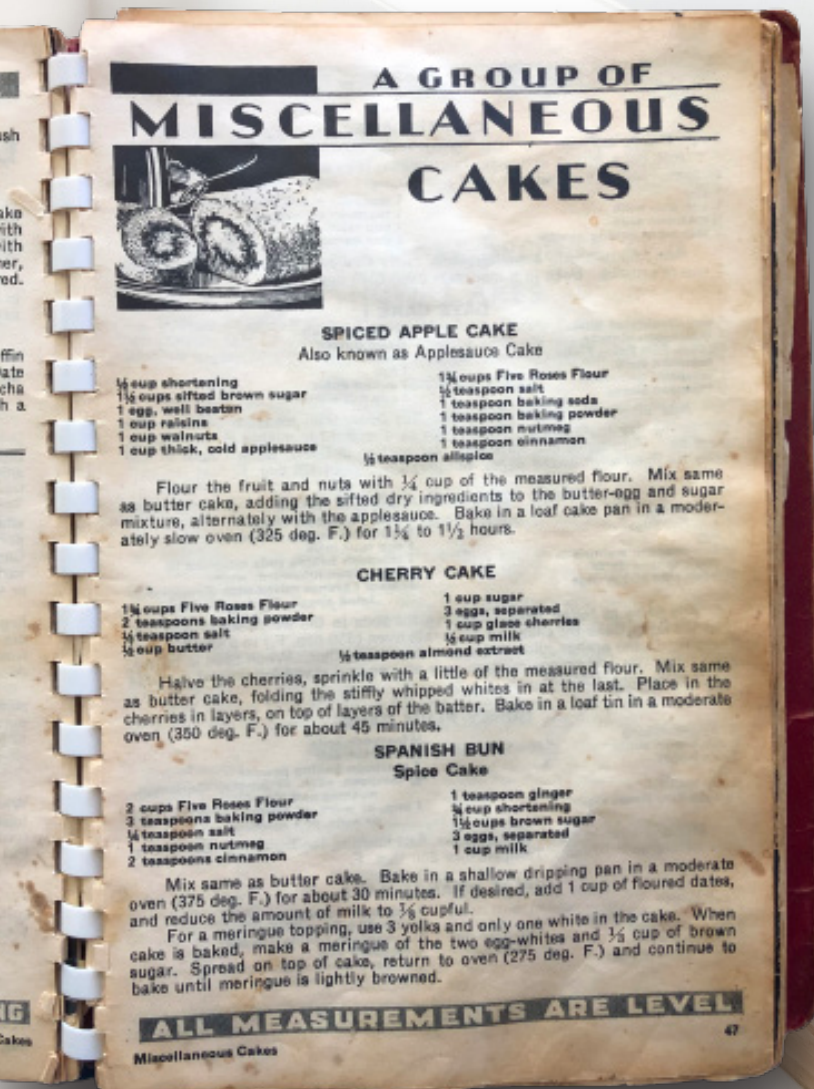 ish
ake
with
with
ner,
red.
ffin
Date
cha
h a
NG
Cakes
A GROUP OF
MISCELLANEOUS
CAKES
SPICED APPLE CAKE
Also known as Applesauce Cake
½ cup shortening
cups sifted brown sugar
1 egg, well beaten
1 cup raisins
1 cup walnuts
1 cup thick, cold applesauce
1¾ cups Five Roses Flour
½ teaspoon salt
1 teaspoon baking soda
1 teaspoon baking powder
1 teaspoon nutmeg
1 teaspoon cinnamon
½ teaspoon allspice
Flour the fruit and nuts with ¼ cup of the measured flour. Mix same
as butter cake, adding the sifted dry ingredients to the butter-egg and sugar
mixture, alternately with the applesauce. Bake in a loaf cake pan in a moder-
ately slow oven (325 deg. F.) for 1¼ to 1½ hours.
CHERRY CAKE
1¾ cups Five Roses Flour
2 teaspoons baking powder
teaspoon salt
cup butter
1 cup sugar
3 eggs, separated
1 cup glace cherries
½ cup milk
½ teaspoon almond extract
Halve the cherries, sprinkle with a little of the measured flour. Mix same
as butter cake, folding the stiffly whipped whites in at the last. Place in the
cherries in layers, on top of layers of the batter. Bake in a loaf tin in a moderate
oven (350 deg. F.) for about 45 minutes.
SPANISH BUN
Spice Cake
2 cups Five Roses Flour
3 teaspoons baking powder
¼ teaspoon salt
1 teaspoon nutmeg
2 teaspoons cinnamon
1 teaspoon ginger
¾ cup shortening
1½ cups brown sugar
3 eggs, separated
1 cup milk
Mix same as butter cake. Bake in a shallow dripping pan in a moderate
oven (375 deg. F.) for about 30 minutes. If desired, add 1 cup of floured dates,
and reduce the amount of milk to cupful.
For a meringue topping, use 3 yolks and only one white in the cake. When
cake is baked, make a meringue of the two egg-whites and cup of brown
sugar. Spread on top of cake, return to oven (275 deg. F.) and continue to
bake until meringue is lightly browned.
ALL MEASUREMENTS ARE LEVEL
47
Miscellaneous Cakes